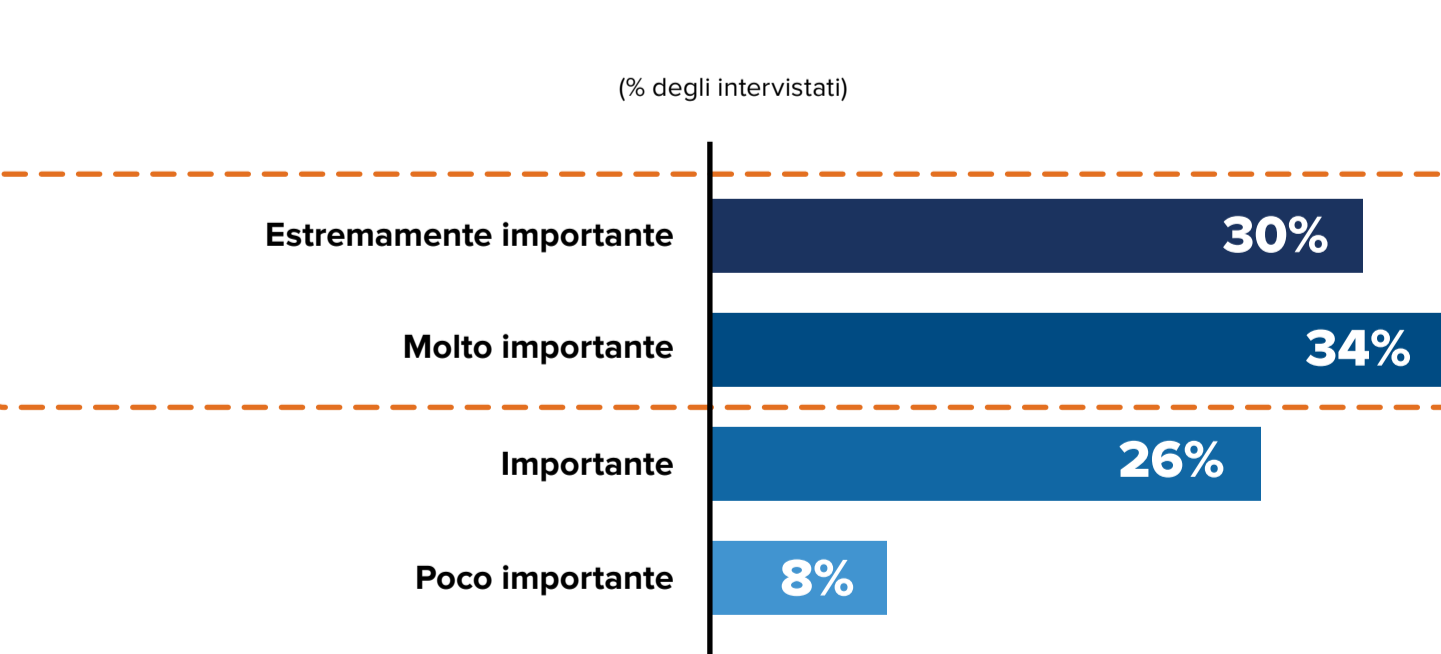 (% degli intervistati)
Estremamente importante 30%
Molto importante 34%
Importante 26%
Poco importante 8%